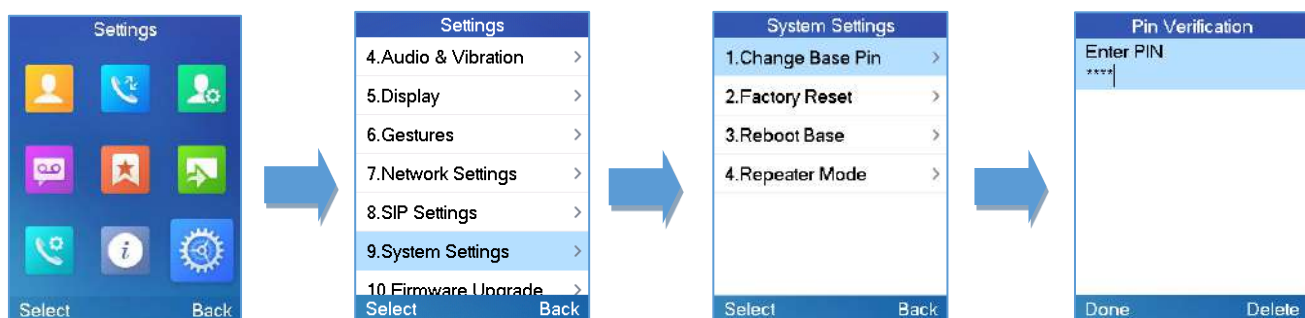 Settings
Select Back
Settings
4.Audio & Vibration
5.Display
6.Gestures
7.Network Settings
8.SIP Settings
9.System Settings
10.Firmware Upgrade
Select Back
System Settings
1.Change Base Pin
2.Factory Reset
3.Reboot Base
4.Repeater Mode
Select Back
Pin Verification
Enter PIN
****
Done Delete